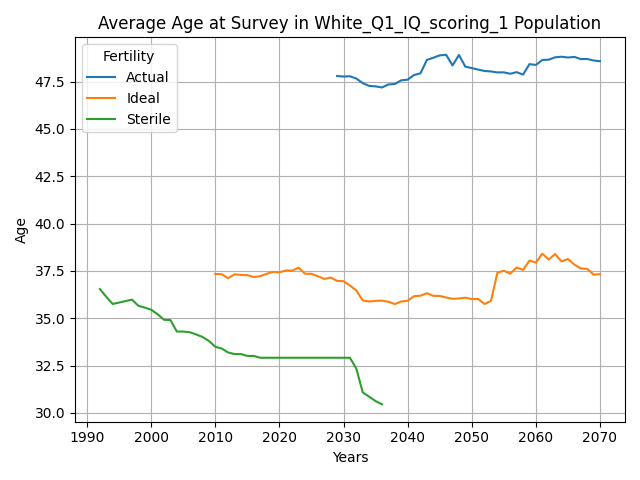 Average Age at Survey in White_Q1_IQ_scoring_1 Population
Fertility
Actual
Ideal
Sterile
Age
47.5
45.0
42.5
40.0
37.5
35.0
32.5
30.0
1990 2000 2010 2020 2030 2040 2050 2060 2070
Years